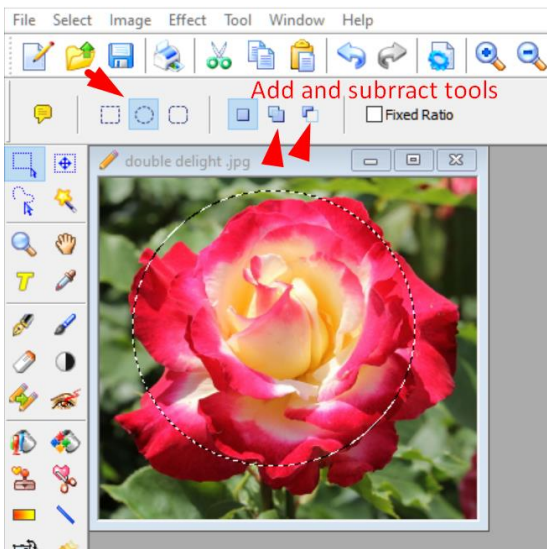 File Select Image Effect Tool Window Help
Add and subrract tools
Fixed Ratio
double delight .jpg